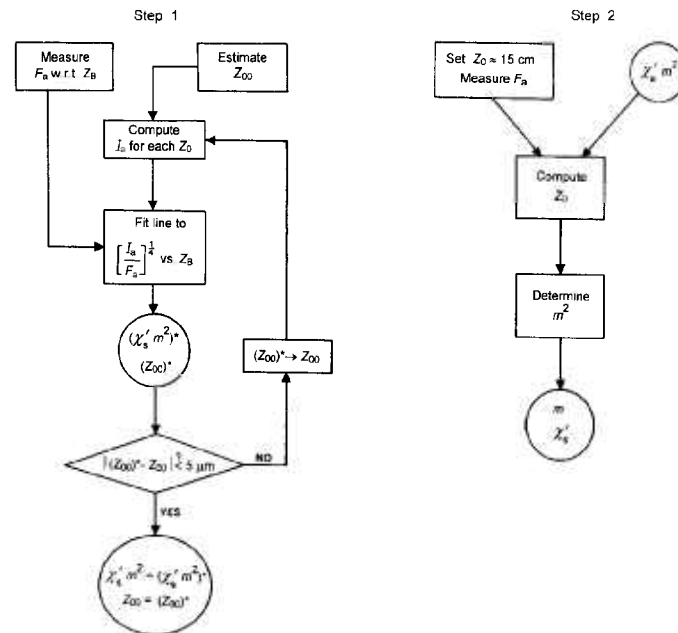 Step 1
Measure
Fa w.r.t. ZB
Estimate
Z00
Compute
Ia for each Z0
Fit line to
[Ia/Fa]^1/4 vs. ZB
(χs′ m²)*
(Z00)*
(Z00)* → Z00
|(Z00)* - Z00| <? 5 μm
NO
YES
χs′ m² = (χs′ m²)*
Z00 = (Z00)*
Step 2
Set Z0 ≈ 15 cm
Measure Fa
χs′ m²
Compute
Z0
Determine
m²
m
χs′